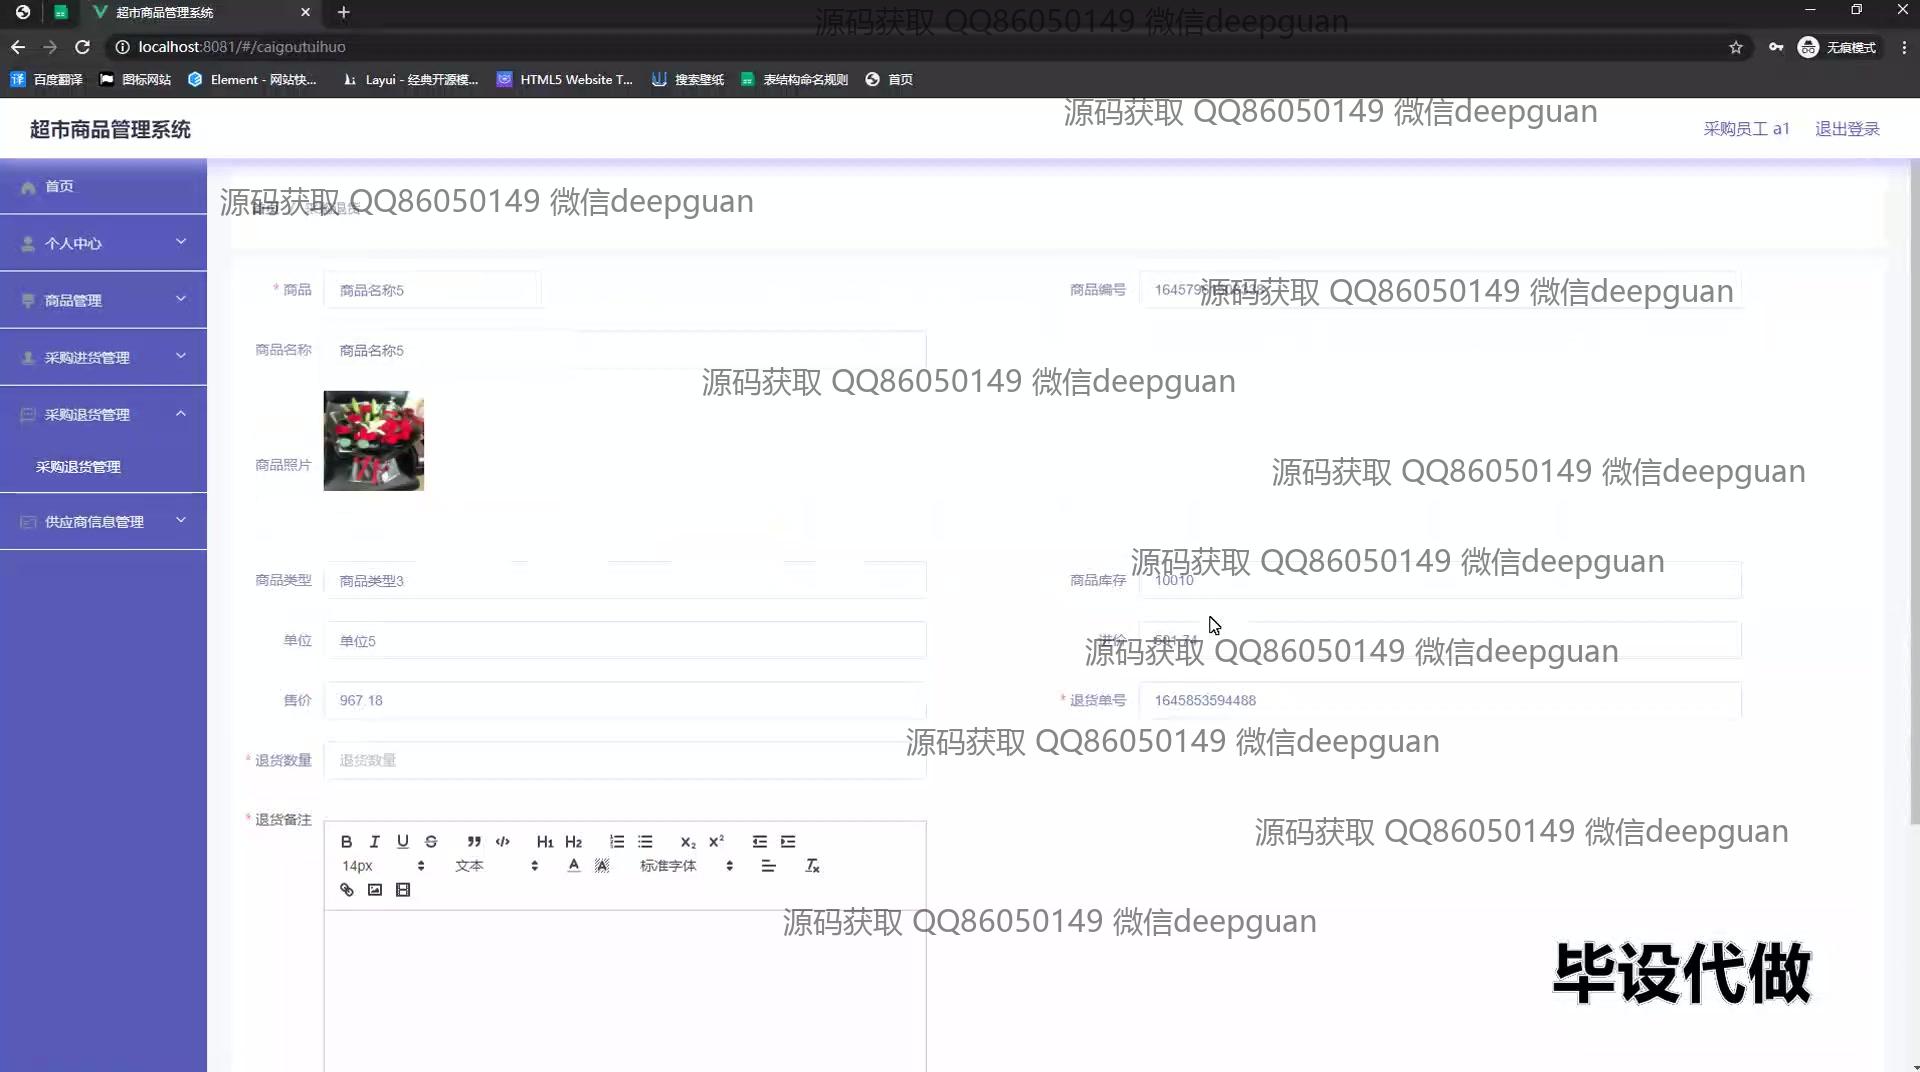 超市商品管理系统
源码获取 QQ86050149 微信deepguan
localhost:8081/#/caigoutuihuo
无痕模式
百度翻译
图标网站
Element - 网站快...
Layui - 经典开源模...
HTML5 Website T...
搜索壁纸
表结构命名规则
首页
源码获取 QQ86050149 微信deepguan
超市商品管理系统
采购员工 a1
退出登录
首页
源码获取 QQ86050149 微信deepguan
个人中心
商品管理
采购进货管理
采购退货管理
采购退货管理
供应商信息管理
* 商品
商品名称5
商品编号
源码获取 QQ86050149 微信deepguan
商品名称
商品名称5
源码获取 QQ86050149 微信deepguan
商品照片
源码获取 QQ86050149 微信deepguan
源码获取 QQ86050149 微信deepguan
商品类型
商品类型3
商品库存
10010
单位
单位5
进价
源码获取 QQ86050149 微信deepguan
售价
967.18
* 退货单号
1645853594488
源码获取 QQ86050149 微信deepguan
* 退货数量
退货数量
* 退货备注
源码获取 QQ86050149 微信deepguan
14px
文本
标准字体
源码获取 QQ86050149 微信deepguan
毕设代做